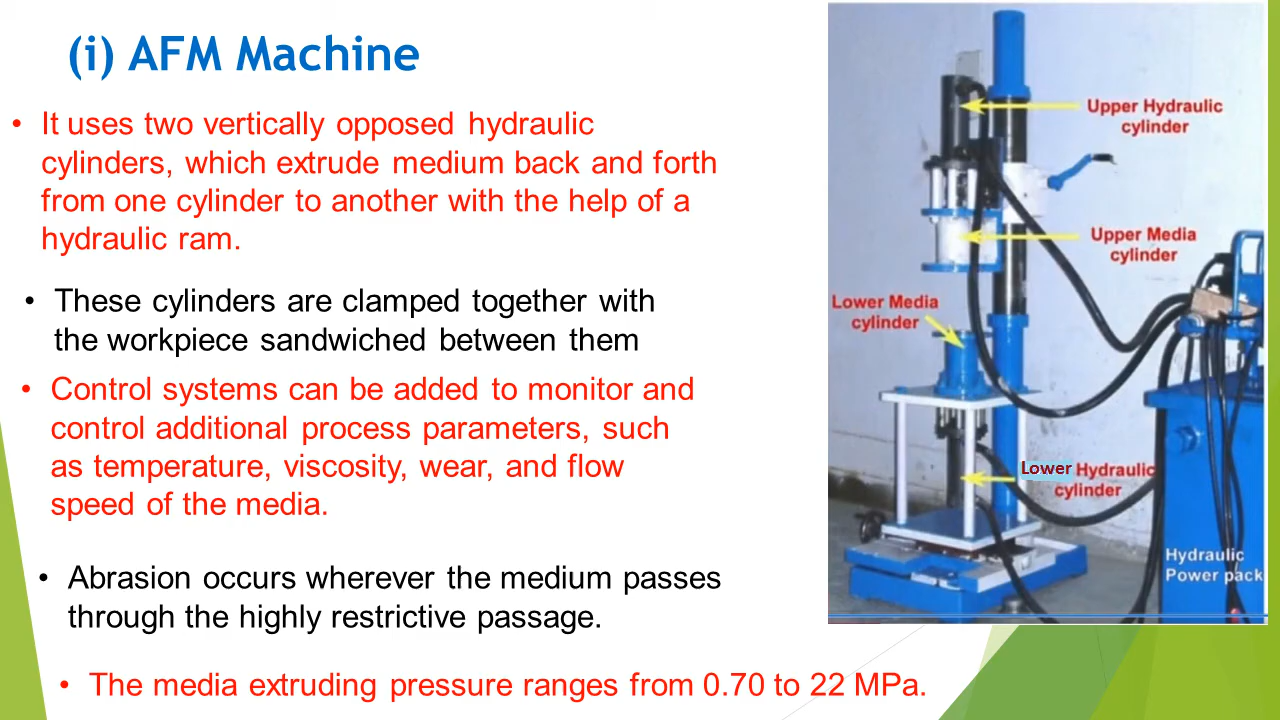 (i) AFM Machine
• It uses two vertically opposed hydraulic
cylinders, which extrude medium back and forth
from one cylinder to another with the help of a
hydraulic ram.
• These cylinders are clamped together with
the workpiece sandwiched between them
• Control systems can be added to monitor and
control additional process parameters, such
as temperature, viscosity, wear, and flow
speed of the media.
• Abrasion occurs wherever the medium passes
through the highly restrictive passage.
• The media extruding pressure ranges from 0.70 to 22 MPa.
Upper Hydraulic
cylinder
Upper Media
cylinder
Lower Media
cylinder
Lower Hydraulic
cylinder
Hydraulic
Power pack